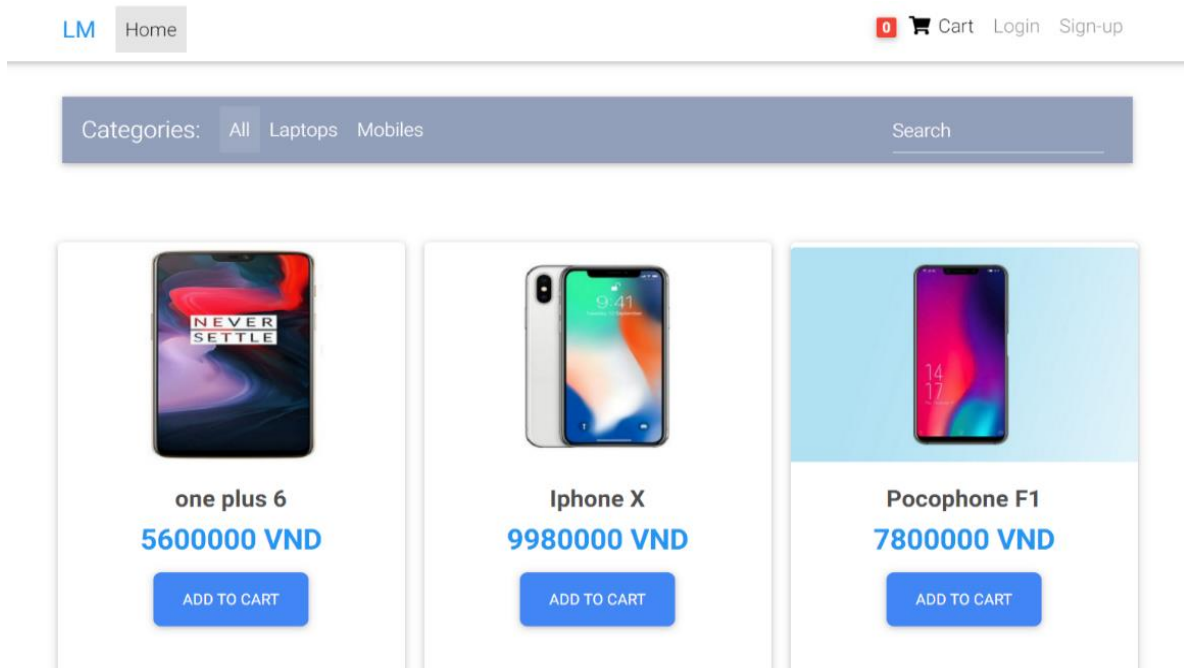 LM Home 0 Cart Login Sign-up
Categories: All Laptops Mobiles Search
NEVER
SETTLE
9:41
14
17
one plus 6 Iphone X Pocophone F1
5600000 VND 9980000 VND 7800000 VND
ADD TO CART ADD TO CART ADD TO CART